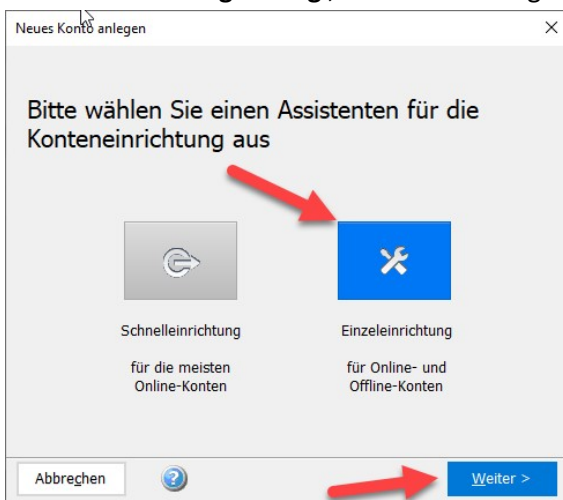 Neues Konto anlegen
Bitte wählen Sie einen Assistenten für die
Konteneinrichtung aus
Schnelleinrichtung
für die meisten
Online-Konten
Einzeleinrichtung
für Online- und
Offline-Konten
Abbrechen
Weiter >